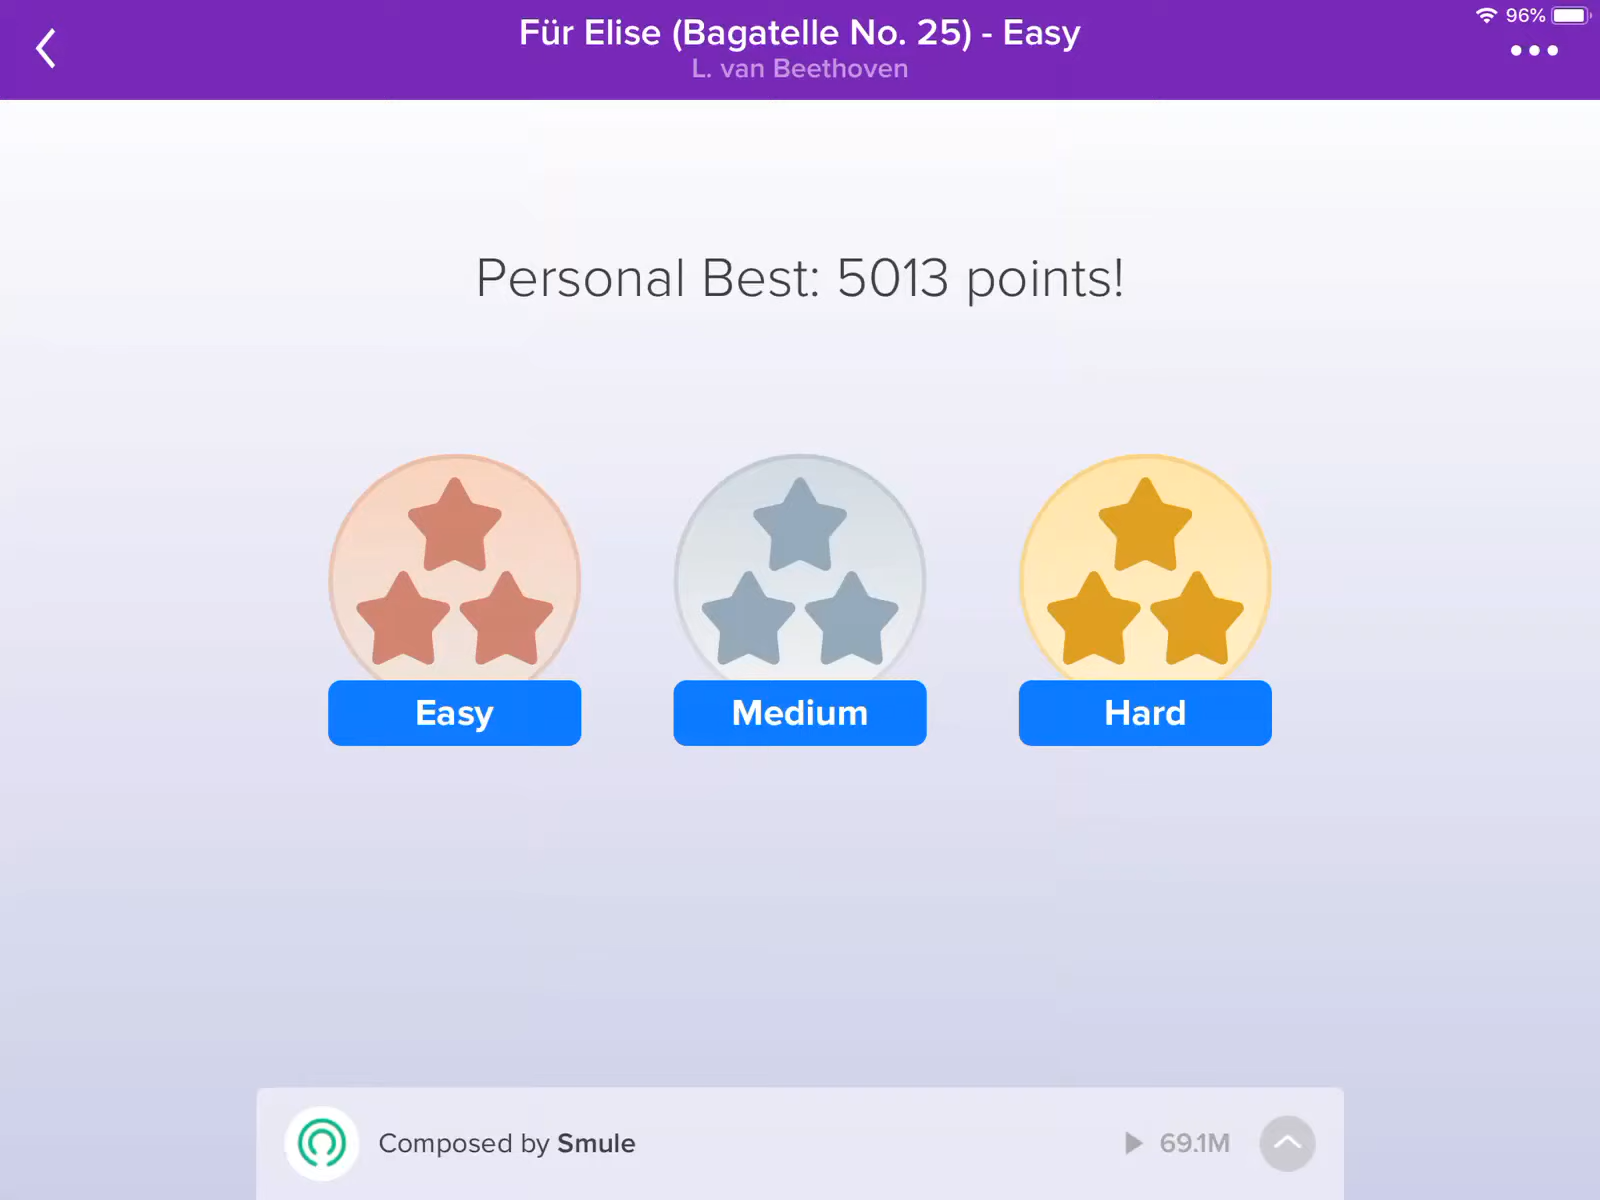 Für Elise (Bagatelle No. 25) - Easy
L. van Beethoven
96%
Personal Best: 5013 points!
Easy
Medium
Hard
Composed by Smule
69.1M